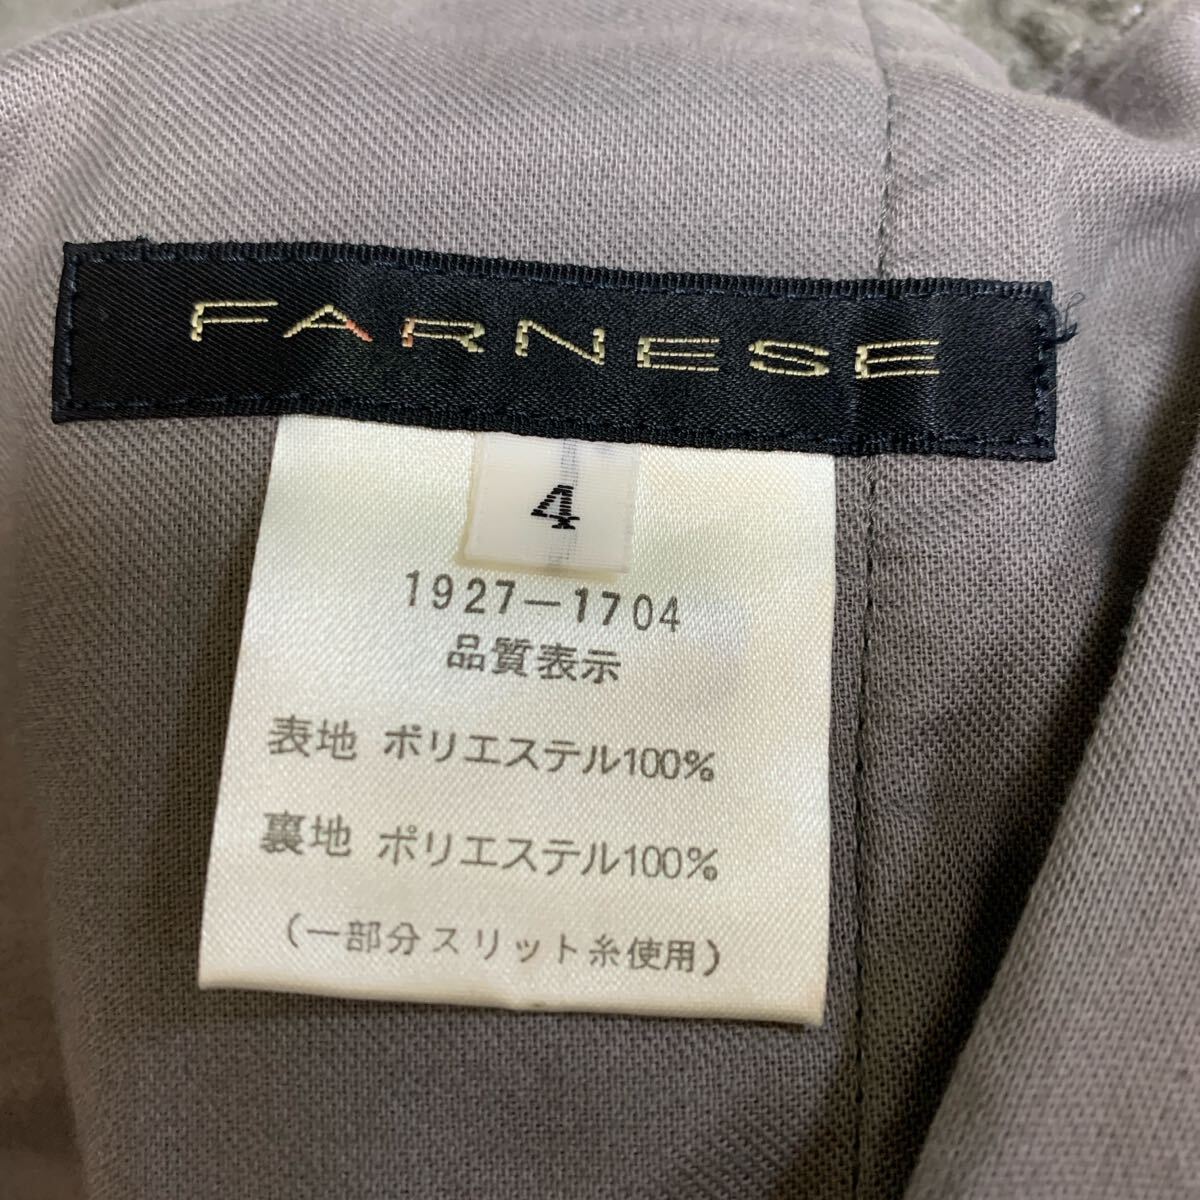 FARNESE
4
1927-1704
品質表示
表地 ポリエステル100%
裏地 ポリエステル100%
(一部分スリット糸使用)